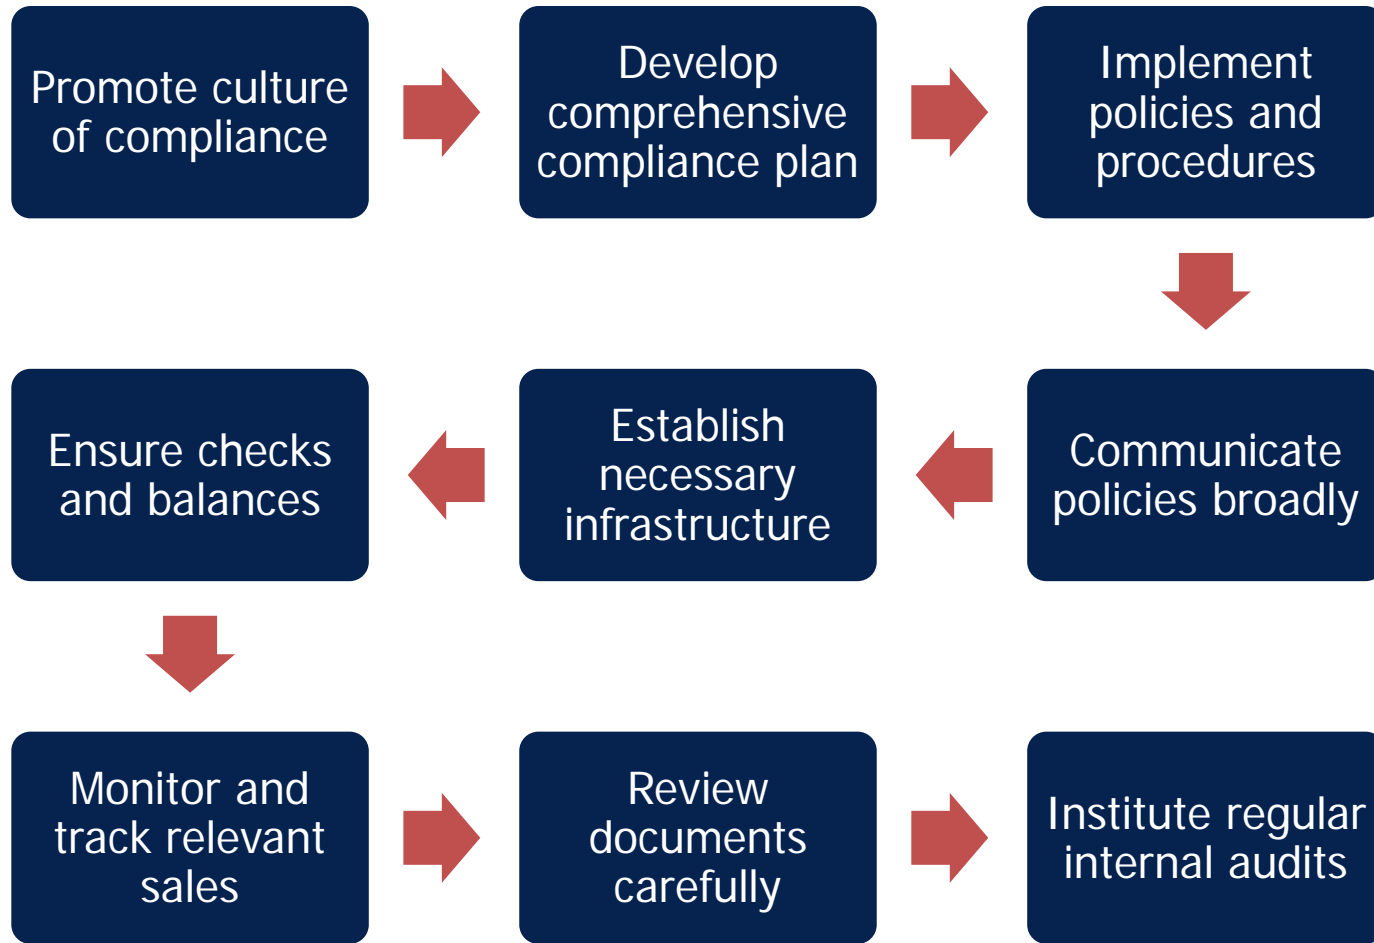 Promote culture
of compliance
Develop
comprehensive
compliance plan
Implement
policies and
procedures
Communicate
policies broadly
Establish
necessary
infrastructure
Ensure checks
and balances
Monitor and
track relevant
sales
Review
documents
carefully
Institute regular
internal audits